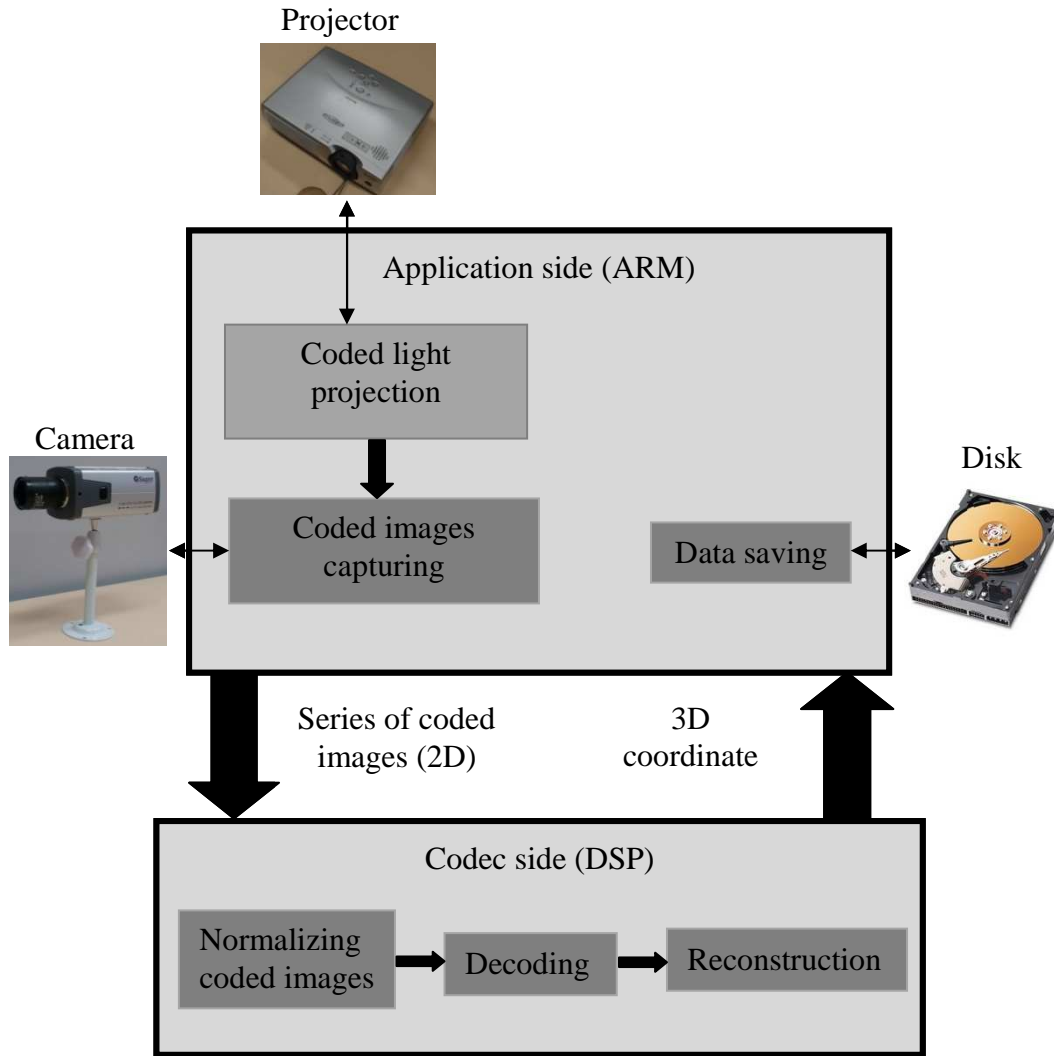 Projector
Application side (ARM)
Coded light
projection
Camera
Disk
Coded images
capturing
Data saving
Series of coded
images (2D)
3D
coordinate
Codec side (DSP)
Normalizing
coded images
Decoding
Reconstruction